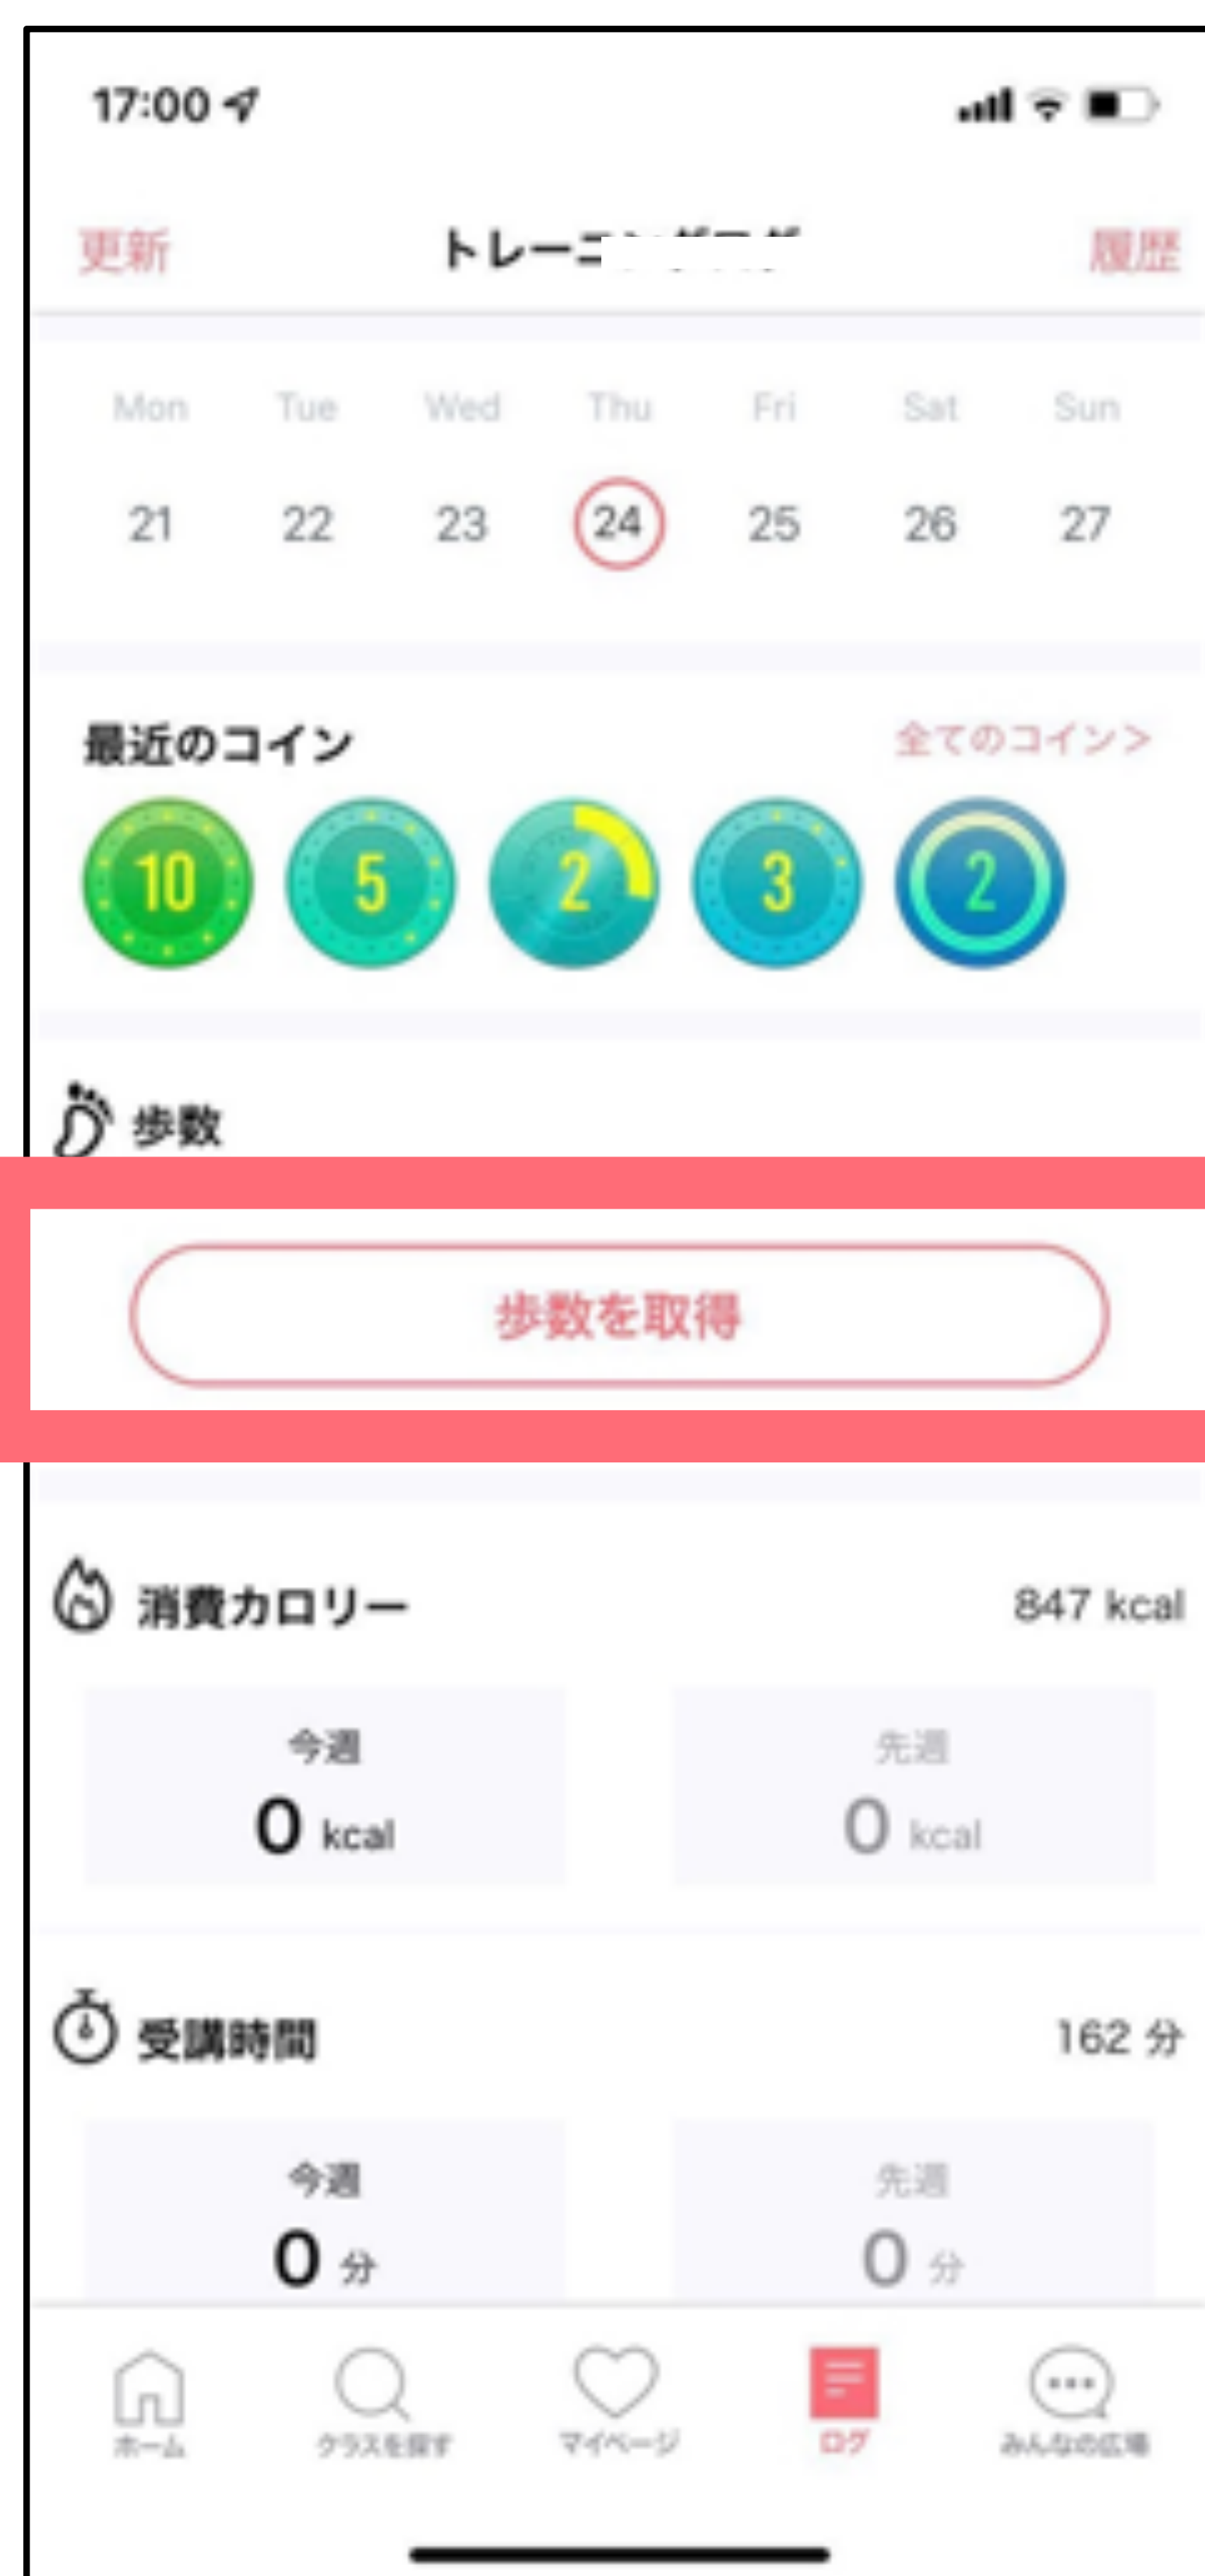 17:00
更新 トレーニ 履歴
Mon Tue Wed Thu Fri Sat Sun
21 22 23 24 25 26 27
最近のコイン 全てのコイン>
10 5 2 3 2
歩数
歩数を取得
消費カロリー 847 kcal
今週 先週
0 kcal 0 kcal
受講時間 162 分
今週 先週
0 分 0 分
ホーム クラスを探す マイページ ログ みんなの広場